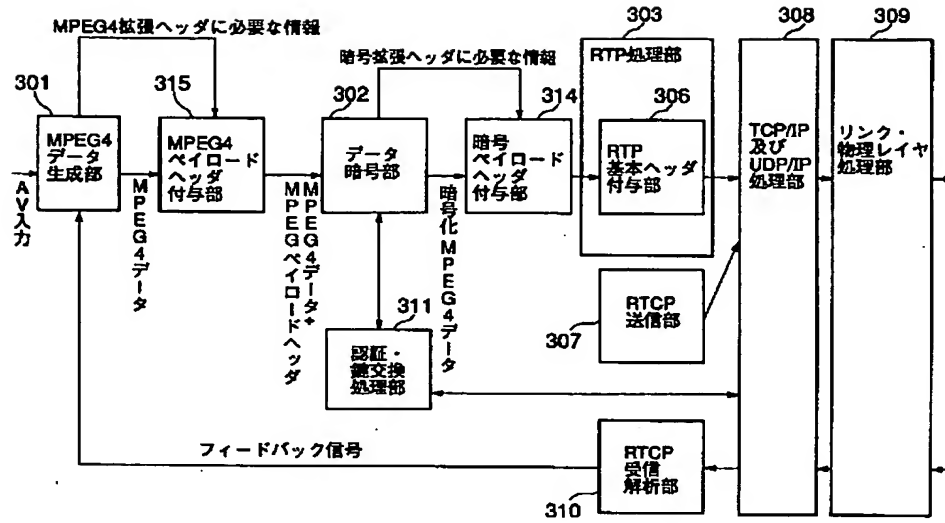 MPEG4拡張ヘッダに必要な情報
暗号拡張ヘッダに必要な情報
301
MPEG4
データ
生成部
315
MPEG4
ペイロード
ヘッダ
付与部
302
データ
暗号部
314
暗号
ペイロード
ヘッダ
付与部
303
RTP処理部
306
RTP
基本ヘッダ
付与部
308
TCP/IP
及び
UDP/IP
処理部
309
リンク・
物理レイヤ
処理部
AV入力
MPEG4データ
MPEG4データ+
MPEGペイロードヘッダ
暗号化MPEG4データ
311
認証・
鍵交換
処理部
RTCP
送信部
307
フィードバック信号
RTCP
受信
解析部
310